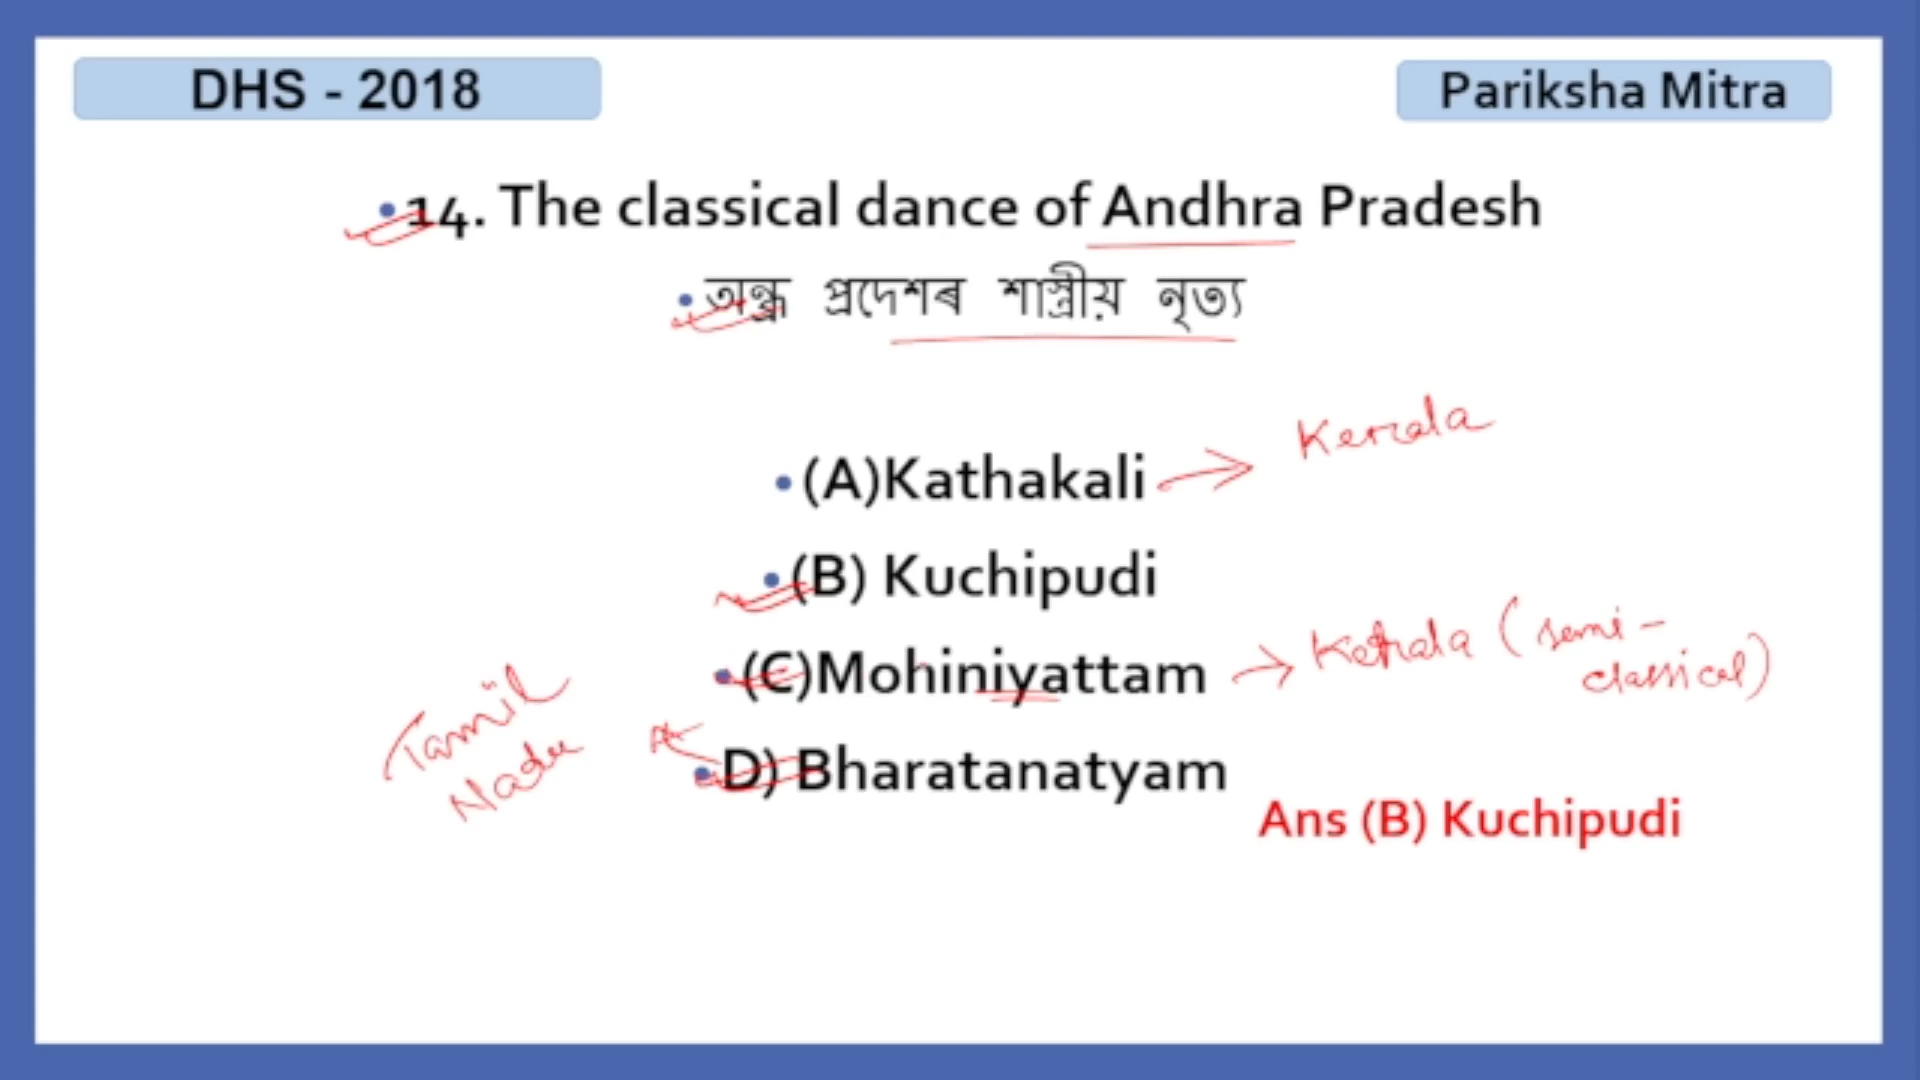 DHS - 2018
Pariksha Mitra
14. The classical dance of Andhra Pradesh
অন্ধ্ৰ প্ৰদেশৰ শাস্ত্ৰীয় নৃত্য
(A)Kathakali → Kerala
(B) Kuchipudi
(C)Mohiniyattam → Kerala (semi-
classical)
D) Bharatanatyam
Tamil
Nadu
Ans (B) Kuchipudi